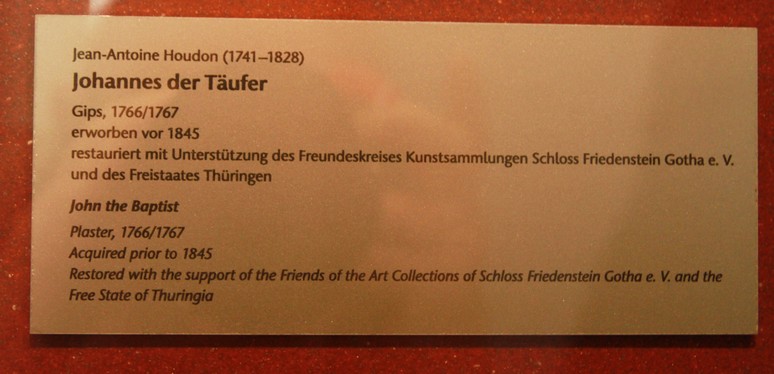 Jean-Antoine Houdon (1741–1828)
Johannes der Täufer
Gips, 1766/1767
erworben vor 1845
restauriert mit Unterstützung des Freundeskreises Kunstsammlungen Schloss Friedenstein Gotha e. V.
und des Freistaates Thüringen
John the Baptist
Plaster, 1766/1767
Acquired prior to 1845
Restored with the support of the Friends of the Art Collections of Schloss Friedenstein Gotha e. V. and the
Free State of Thuringia